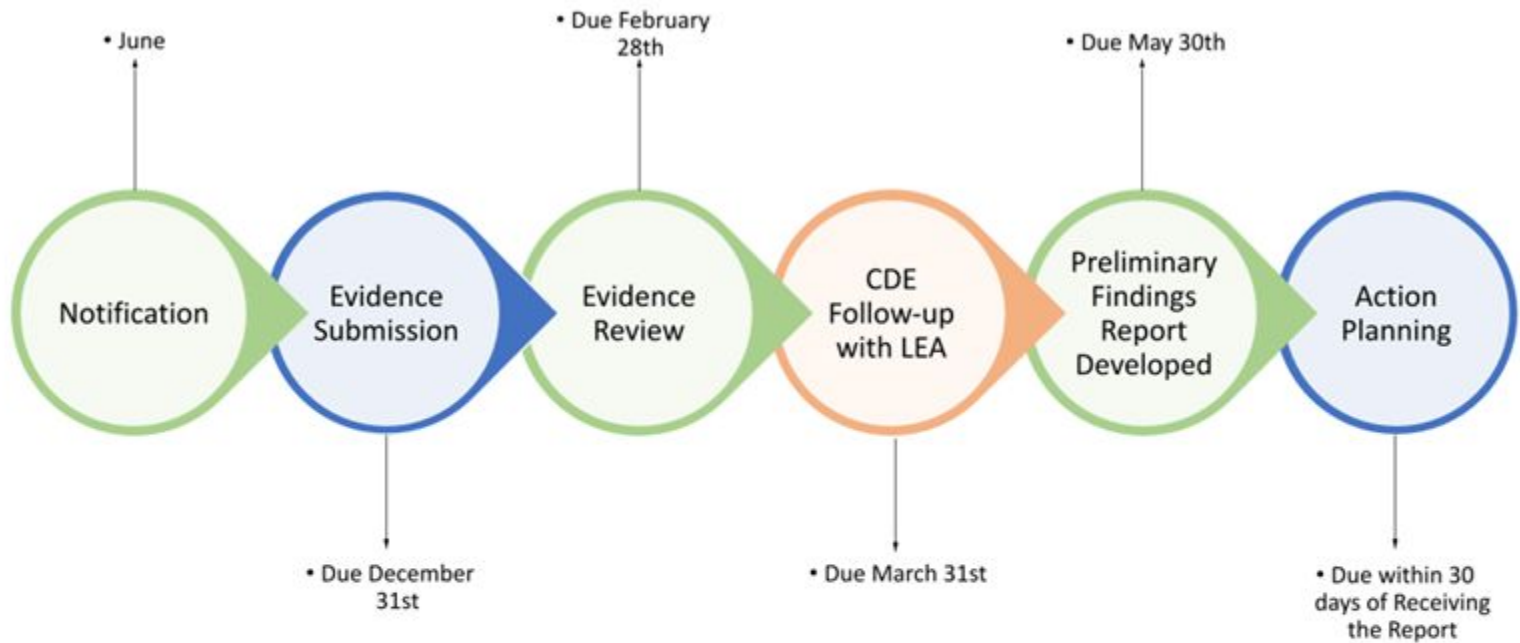 • June
• Due February
28th
• Due May 30th
Notification
Evidence
Submission
Evidence
Review
CDE
Follow-up
with LEA
Preliminary
Findings
Report
Developed
Action
Planning
• Due December
31st
• Due March 31st
• Due within 30
days of Receiving
the Report